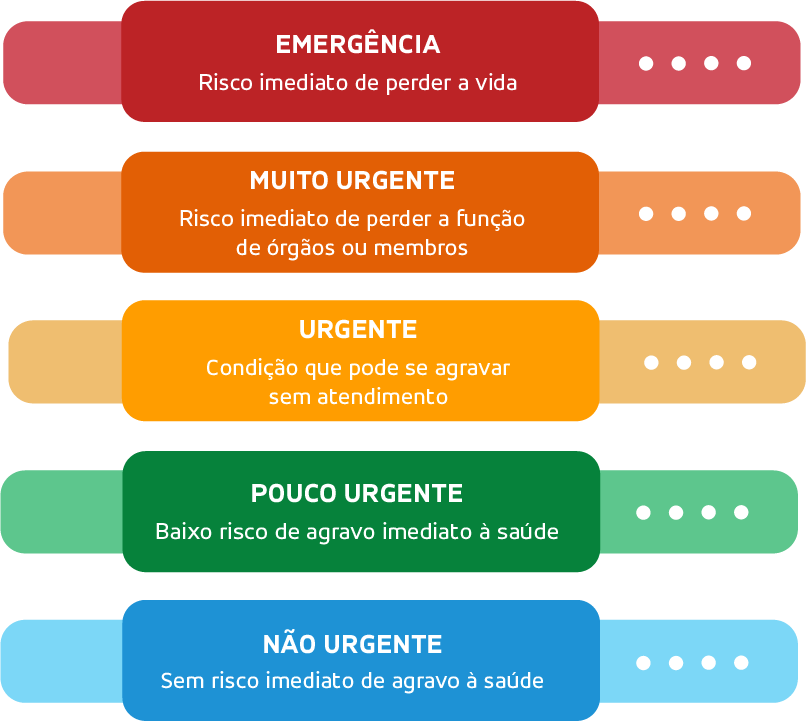 EMERGÊNCIA
Risco imediato de perder a vida
MUITO URGENTE
Risco imediato de perder a função
de órgãos ou membros
URGENTE
Condição que pode se agravar
sem atendimento
POUCO URGENTE
Baixo risco de agravo imediato à saúde
NÃO URGENTE
Sem risco imediato de agravo à saúde